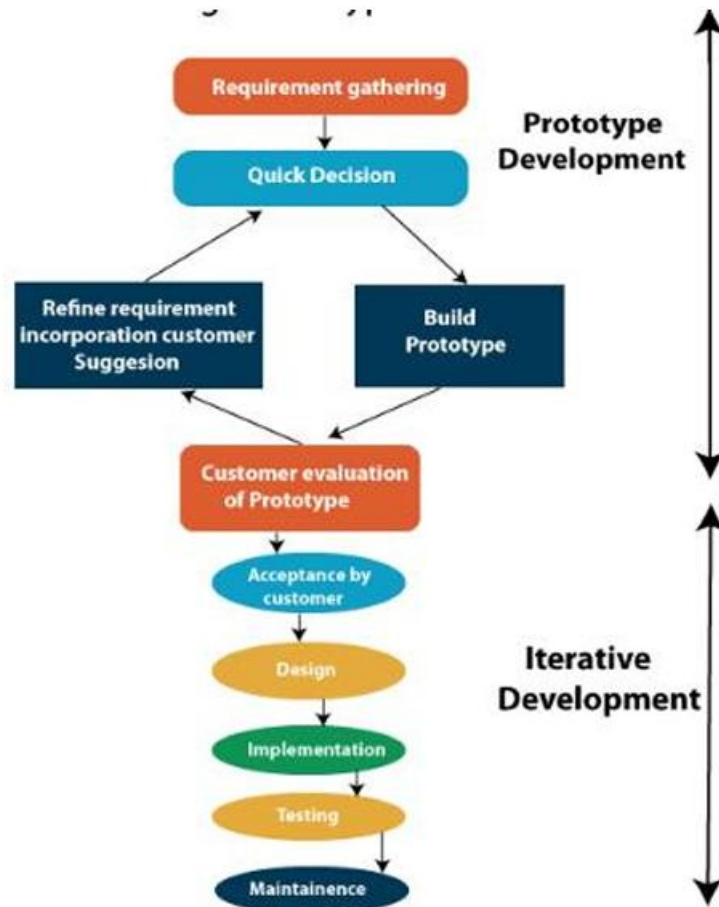 Requirement gathering
Prototype
Development
Quick Decision
Refine requirement
incorporation customer
Suggesion
Build
Prototype
Customer evaluation
of Prototype
Acceptance by
customer
Design
Iterative
Development
Implementation
Testing
Maintainence